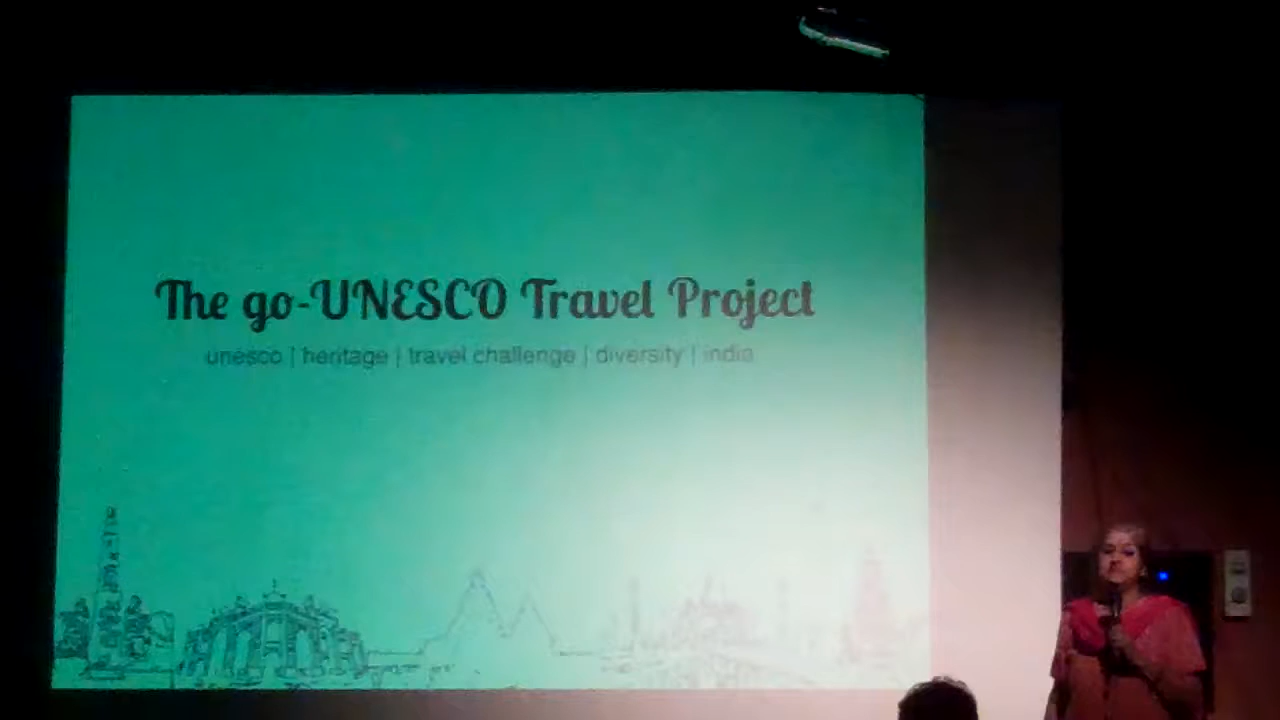 The go-UNESCO Travel Project
unesco | heritage | travel challenge | diversity | india